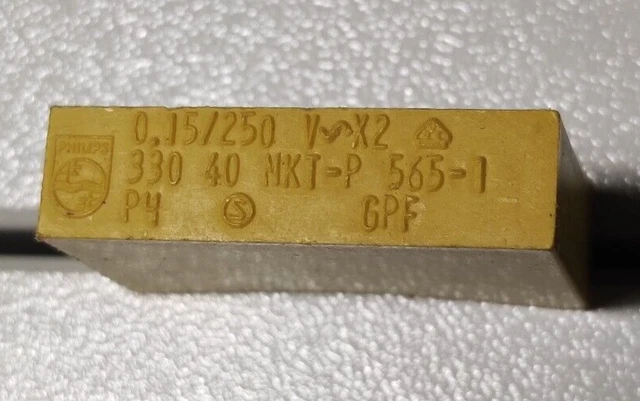 0.15/250 V~X2
PHILIPS
330 40 MKT-P 565-1
P4 S GPF